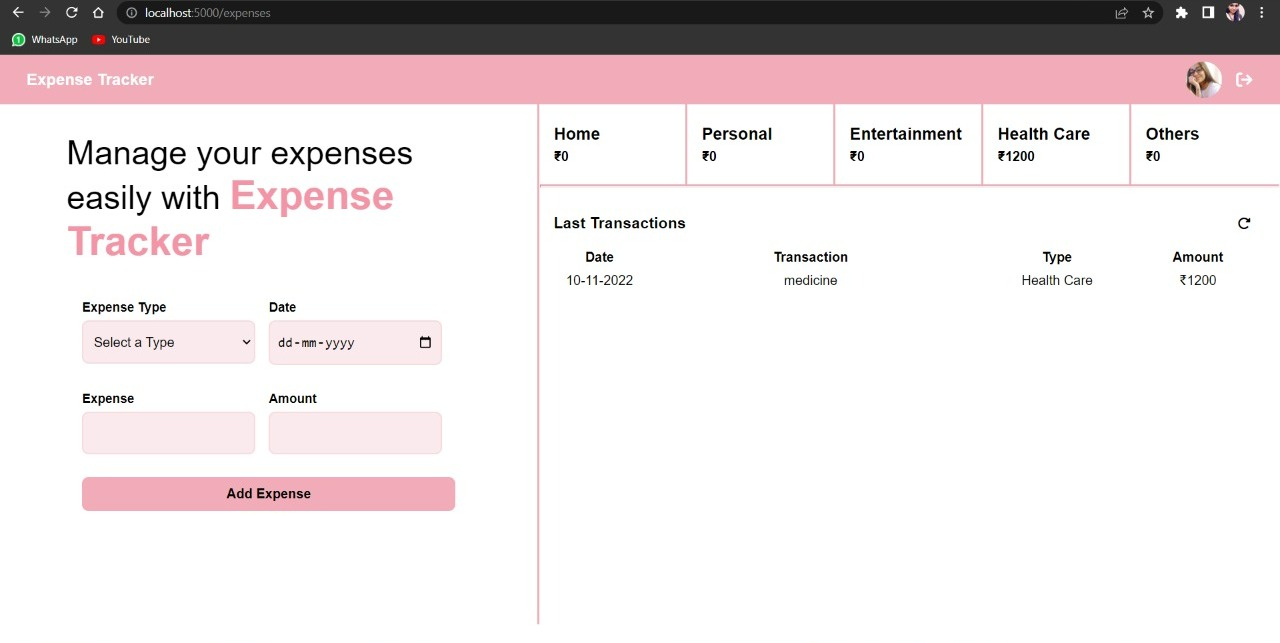 localhost:5000/expenses
WhatsApp YouTube
Expense Tracker
Manage your expenses
easily with Expense
Tracker
Expense Type Date
Select a Type dd-mm-yyyy
Expense Amount
Add Expense
Home Personal Entertainment Health Care Others
₹0 ₹0 ₹0 ₹1200 ₹0
Last Transactions
Date Transaction Type Amount
10-11-2022 medicine Health Care ₹1200